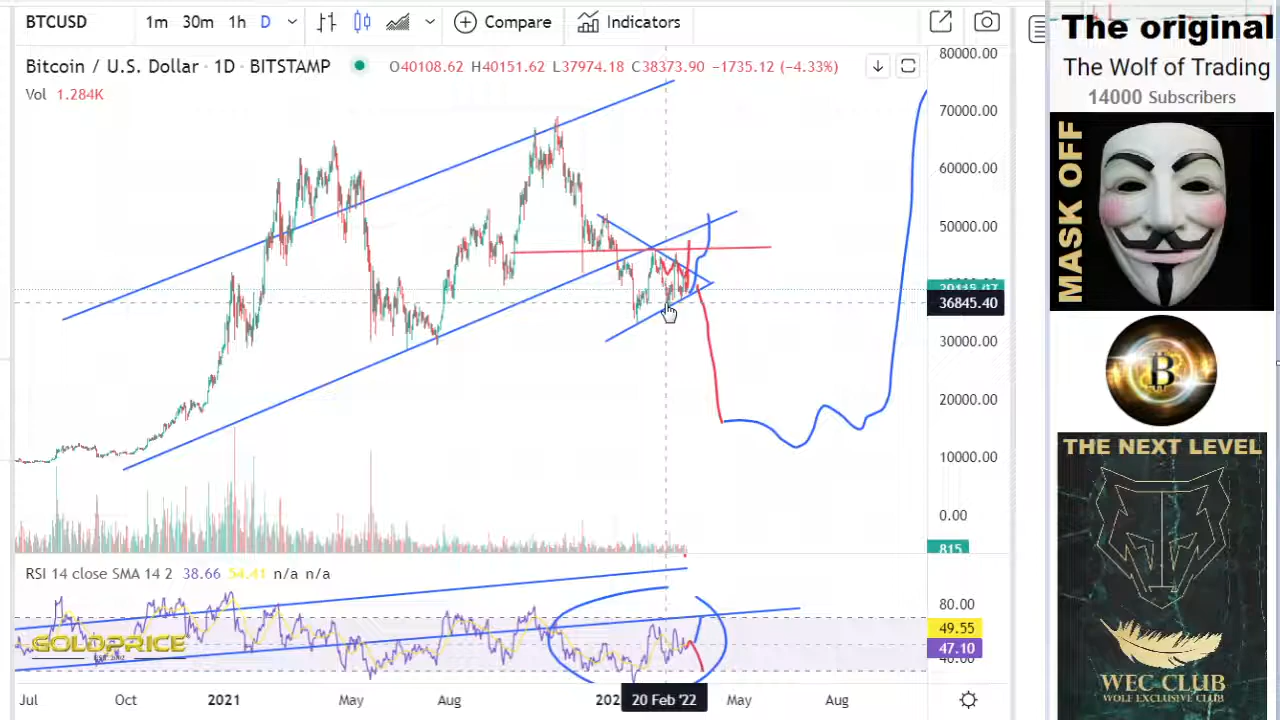 BTCUSD 1m 30m 1h D Compare Indicators
Bitcoin / U.S. Dollar · 1D · BITSTAMP O40108.62 H40151.62 L37974.18 C38373.90 −1735.12 (−4.33%)
Vol 1.284K
80000.00
70000.00
60000.00
50000.00
36845.40
30000.00
20000.00
10000.00
0.00
815
RSI 14 close SMA 14 2 38.66 54.41 n/a n/a
80.00
49.55
47.10
40.00
GOLDPRICE
Jul Oct 2021 May Aug 20 Feb '22 May Aug
The original
The Wolf of Trading
14000 Subscribers
MASK OFF
B
THE NEXT LEVEL
WEC CLUB
WOLF EXCLUSIVE CLUB